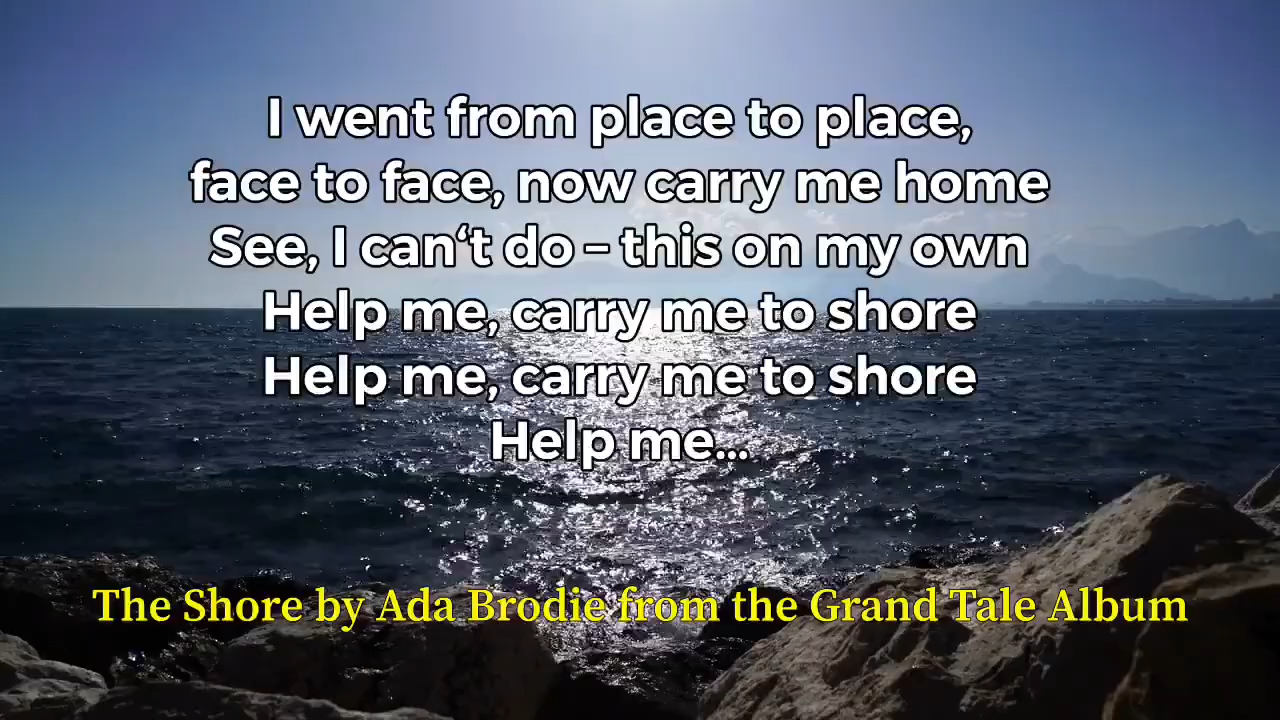 I went from place to place,
face to face, now carry me home
See, I can‘t do – this on my own
Help me, carry me to shore
Help me, carry me to shore
Help me...
The Shore by Ada Brodie from the Grand Tale Album